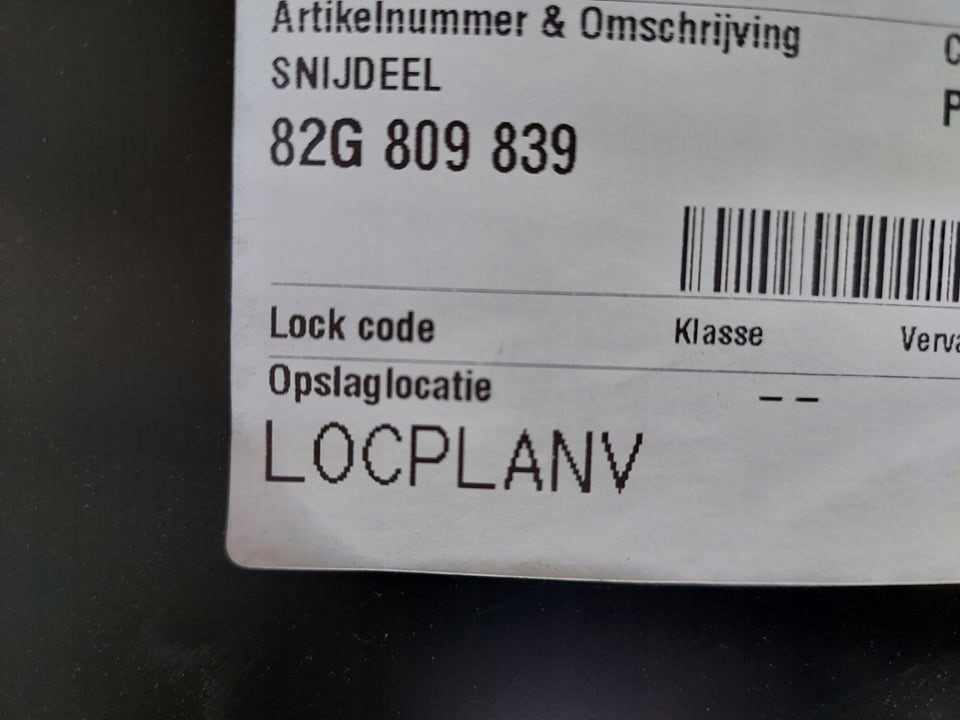 Artikelnummer & Omschrijving
SNIJDEEL
82G 809 839
Lock code Klasse
Opslaglocatie
– –
LOCPLANV